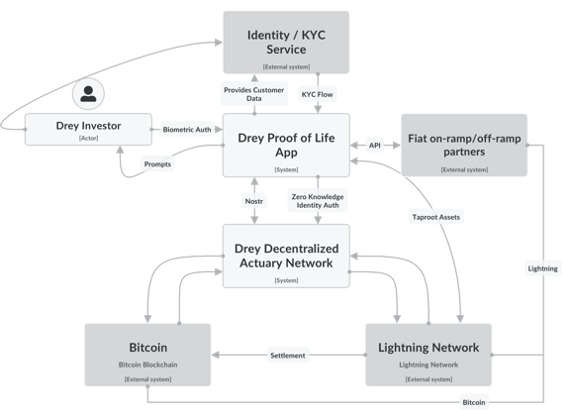 Identity / KYC
Service
[External system]
Provides Customer
Data
KYC Flow
Drey Investor
[Actor]
Biometric Auth
Prompts
Drey Proof of Life
App
[System]
API
Fiat on-ramp/off-ramp
partners
[External system]
Nostr
Zero Knowledge
Identity Auth
Taproot Assets
Drey Decentralized
Actuary Network
[System]
Lightning
Bitcoin
Bitcoin Blockchain
[External system]
Settlement
Lightning Network
Lightning Network
[External system]
Bitcoin